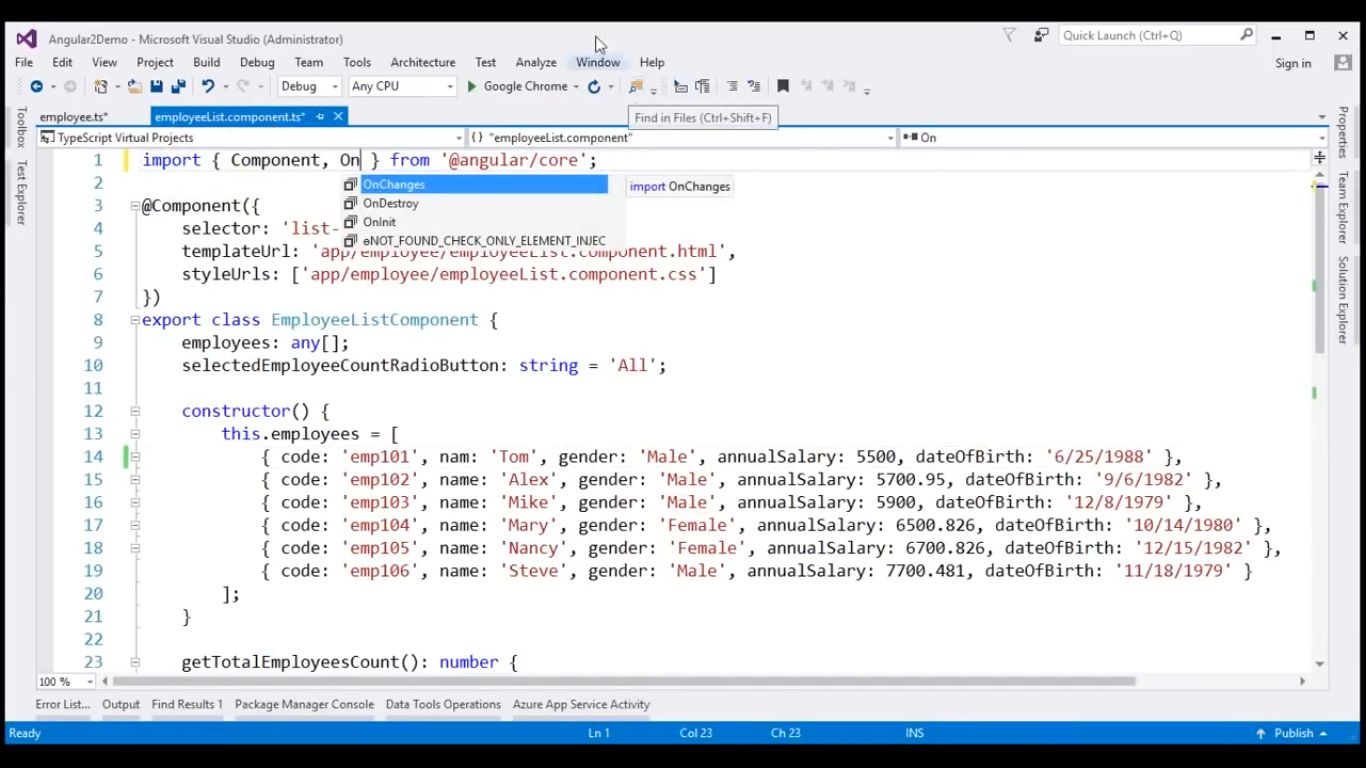 Angular2Demo - Microsoft Visual Studio (Administrator)
Quick Launch (Ctrl+Q)
File Edit View Project Build Debug Team Tools Architecture Test Analyze Window Help
Sign in
Debug Any CPU Google Chrome
employee.ts* employeeList.component.ts*
Find in Files (Ctrl+Shift+F)
TypeScript Virtual Projects {} "employeeList.component" On
Toolbox
Test Explorer
Properties
Team Explorer
Solution Explorer
1 import { Component, On } from '@angular/core';
2 OnChanges import OnChanges
3 @Component({ OnDestroy
4 selector: 'list- OnInit
ɵNOT_FOUND_CHECK_ONLY_ELEMENT_INJEC
5 templateUrl: 'app/employee/employeeList.component.html',
6 styleUrls: ['app/employee/employeeList.component.css']
7 })
8 export class EmployeeListComponent {
9 employees: any[];
10 selectedEmployeeCountRadioButton: string = 'All';
11
12 constructor() {
13 this.employees = [
14 { code: 'emp101', nam: 'Tom', gender: 'Male', annualSalary: 5500, dateOfBirth: '6/25/1988' },
15 { code: 'emp102', name: 'Alex', gender: 'Male', annualSalary: 5700.95, dateOfBirth: '9/6/1982' },
16 { code: 'emp103', name: 'Mike', gender: 'Male', annualSalary: 5900, dateOfBirth: '12/8/1979' },
17 { code: 'emp104', name: 'Mary', gender: 'Female', annualSalary: 6500.826, dateOfBirth: '10/14/1980' },
18 { code: 'emp105', name: 'Nancy', gender: 'Female', annualSalary: 6700.826, dateOfBirth: '12/15/1982' },
19 { code: 'emp106', name: 'Steve', gender: 'Male', annualSalary: 7700.481, dateOfBirth: '11/18/1979' }
20 ];
21 }
22
23 getTotalEmployeesCount(): number {
100 %
Error List... Output Find Results 1 Package Manager Console Data Tools Operations Azure App Service Activity
Ready Ln 1 Col 23 Ch 23 INS Publish